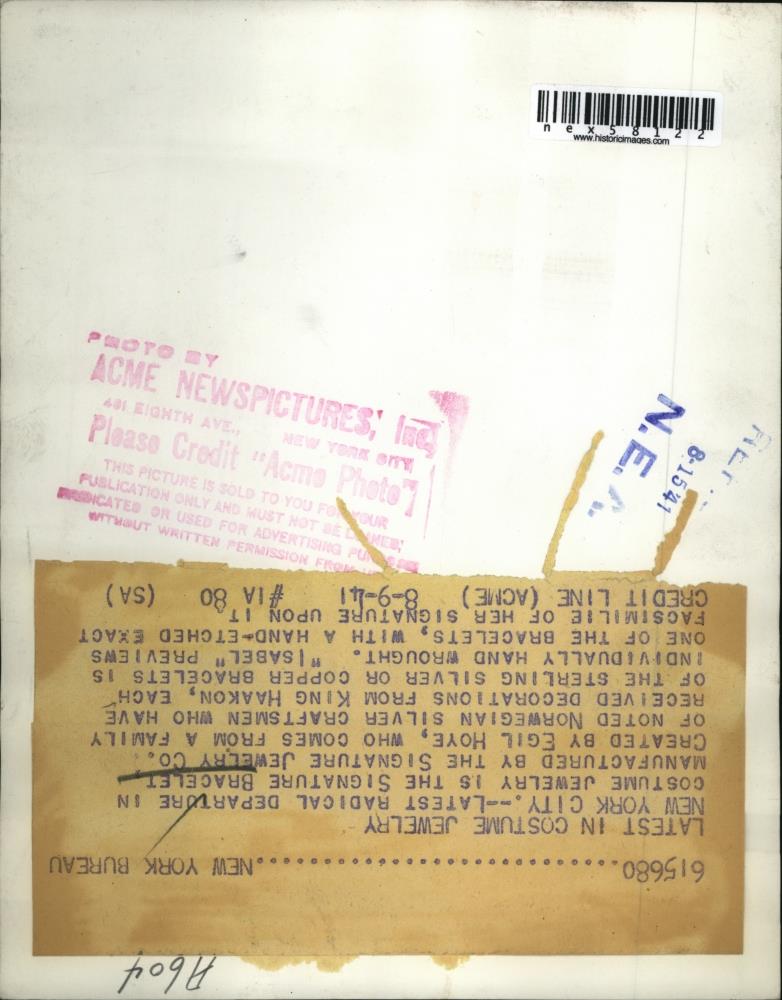 nex58122
www.historicimages.com
PHOTO BY
ACME NEWSPICTURES, Inc.
461 EIGHTH AVE., NEW YORK CITY
Please Credit "Acme Photo"
THIS PICTURE IS SOLD TO YOU FOR YOUR
PUBLICATION ONLY AND MUST NOT BE LOANED,
SYNDICATED OR USED FOR ADVERTISING PURPOSES
WITHOUT WRITTEN PERMISSION FROM
N.E.A.
REF
8-15-41
615680....................NEW YORK BUREAU
LATEST IN COSTUME JEWELRY
NEW YORK CITY.--LATEST RADICAL DEPARTURE IN
COSTUME JEWELRY IS THE SIGNATURE BRACELET
MANUFACTURED BY THE SIGNATURE JEWELRY CO..
CREATED BY EGIL HOYE, WHO COMES FROM A FAMILY
OF NOTED NORWEGIAN SILVER CRAFTSMEN WHO HAVE
RECEIVED DECORATIONS FROM KING HAAKON, EACH
OF THE STERLING SILVER OR COPPER BRACELETS IS
INDIVIDUALLY HAND WROUGHT. "ISABEL" PREVIEWS
ONE OF THE BRACELETS, WITH A HAND-ETCHED EXACT
FACSIMILIE OF HER SIGNATURE UPON IT.
CREDIT LINE (ACME) 8-9-41 #1A 80 (SA)
A604